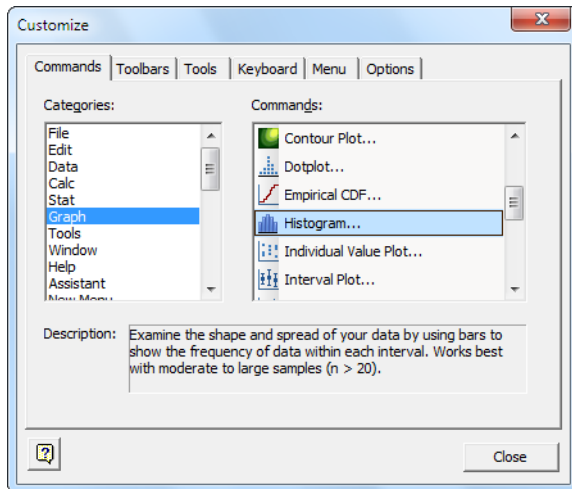 Customize
Commands Toolbars Tools Keyboard Menu Options
Categories:
File
Edit
Data
Calc
Stat
Graph
Tools
Window
Help
Assistant
New Menu
Commands:
Contour Plot...
Dotplot...
Empirical CDF...
Histogram...
Individual Value Plot...
Interval Plot...
Description:
Examine the shape and spread of your data by using bars to
show the frequency of data within each interval. Works best
with moderate to large samples (n > 20).
Close